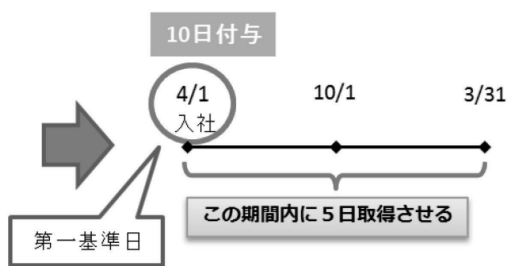 10日付与
4/1
入社
10/1
3/31
この期間内に５日取得させる
第一基準日